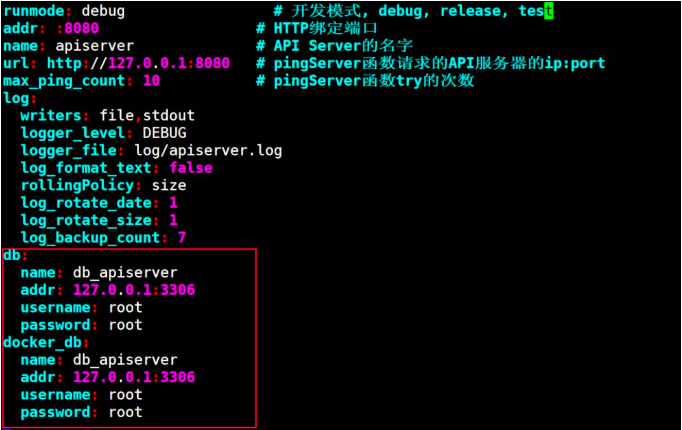 runmode: debug # 开发模式, debug, release, test
addr: :8080 # HTTP绑定端口
name: apiserver # API Server的名字
url: http://127.0.0.1:8080 # pingServer函数请求的API服务器的ip:port
max_ping_count: 10 # pingServer函数try的次数
log:
  writers: file,stdout
  logger_level: DEBUG
  logger_file: log/apiserver.log
  log_format_text: false
  rollingPolicy: size
  log_rotate_date: 1
  log_rotate_size: 1
  log_backup_count: 7
db:
  name: db_apiserver
  addr: 127.0.0.1:3306
  username: root
  password: root
docker_db:
  name: db_apiserver
  addr: 127.0.0.1:3306
  username: root
  password: root